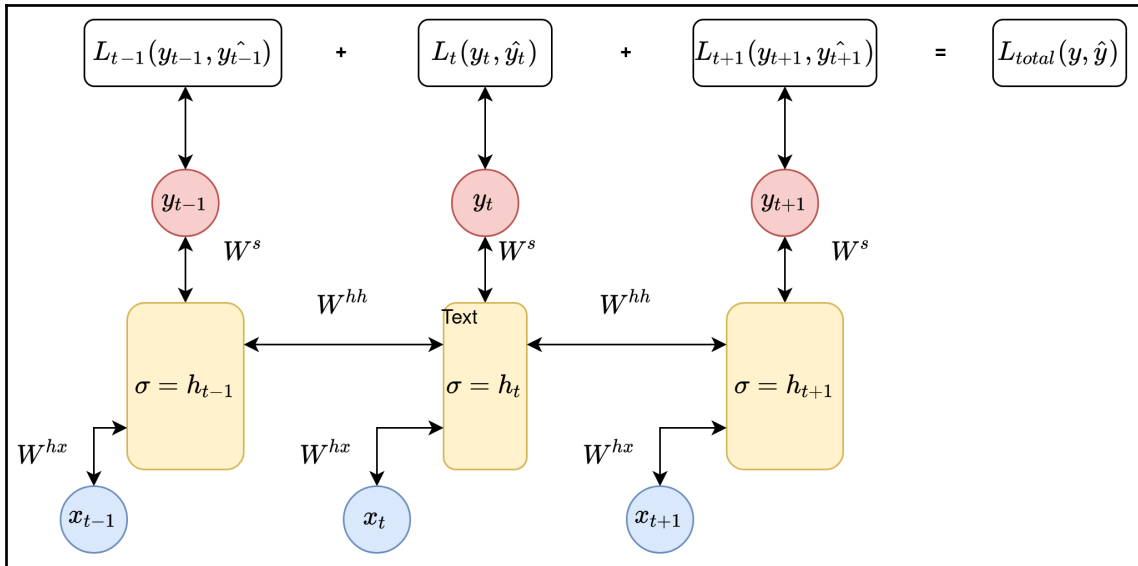 L_{t-1}(y_{t-1}, \hat{y_{t-1}}) + L_t(y_t, \hat{y_t}) + L_{t+1}(y_{t+1}, \hat{y_{t+1}}) = L_{total}(y, \hat{y})
y_{t-1} y_t y_{t+1}
W^s W^s W^s
W^{hh} W^{hh}
Text
σ = h_{t-1} σ = h_t σ = h_{t+1}
W^{hx} W^{hx} W^{hx}
x_{t-1} x_t x_{t+1}